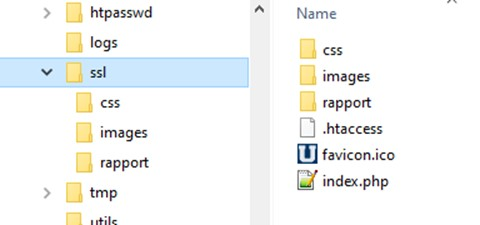 htpasswd
logs
ssl
css
images
rapport
tmp
utils
Name
css
images
rapport
.htaccess
favicon.ico
index.php